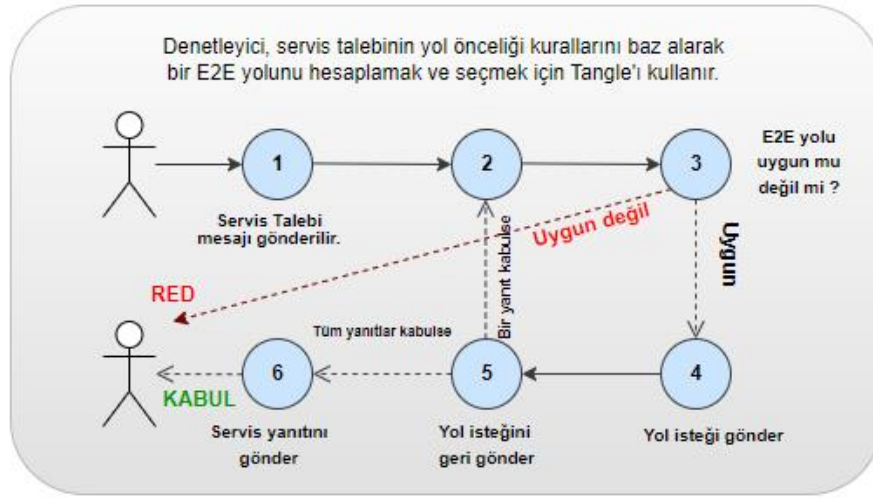 Denetleyici, servis talebinin yol önceliği kurallarını baz alarak
bir E2E yolunu hesaplamak ve seçmek için Tangle'ı kullanır.
1
2
3
E2E yolu
uygun mu
değil mi ?
Servis Talebi
mesajı gönderilir.
Uygun değil
Uygun
Bir yanıt kabulse
RED
Tüm yanıtlar kabulse
6
5
4
KABUL
Servis yanıtını
gönder
Yol isteğini
geri gönder
Yol isteği gönder